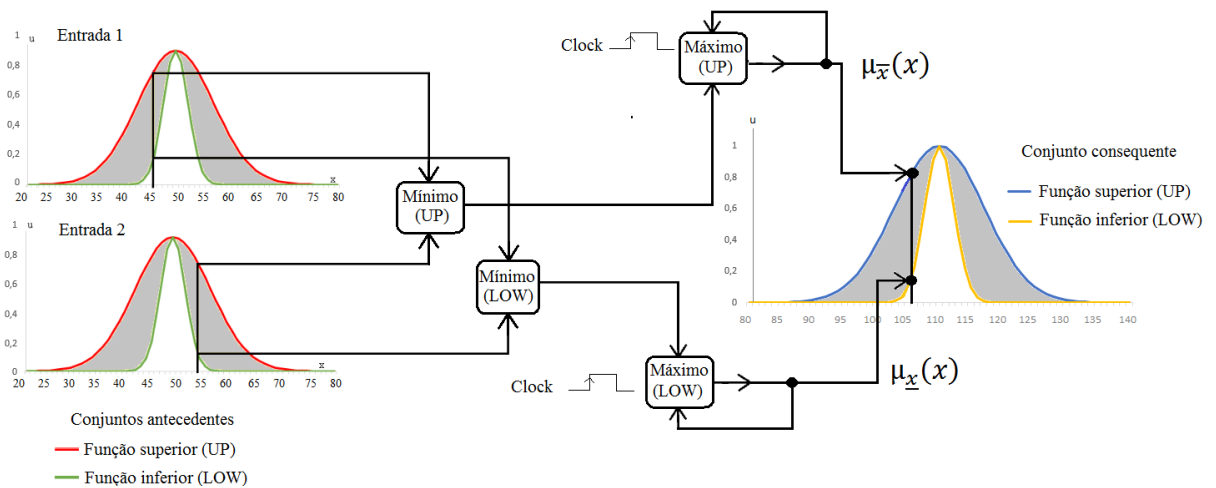 1 u Entrada 1
0,8
0,6
0,4
0,2
0
20 25 30 35 40 45 50 55 60 65 70 75 80
x
1 u Entrada 2
0,8
0,6
0,4
0,2
0
20 25 30 35 40 45 50 55 60 65 70 75 80
x
Conjuntos antecedentes
Função superior (UP)
Função inferior (LOW)
Mínimo
(UP)
Mínimo
(LOW)
Clock
Máximo
(UP)
Clock
Máximo
(LOW)
μ_x̅(x)
μ_x̲(x)
u
1
0,8
0,6
0,4
0,2
0
80 85 90 95 100 105 110 115 120 125 130 135 140
Conjunto consequente
Função superior (UP)
Função inferior (LOW)